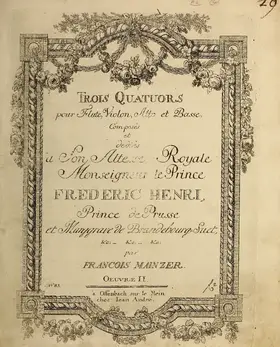 29
TROIS QUATUORS
pour Flute, Violon, Alto et Basse.
Composés
et
dediés
à Son Altesse Royale
Monseigneur le Prince
FREDERIC HENRI,
Prince de Prusse
et Margrave de Brandebourg Suet,
&c. &c. &c.
par
FRANCOIS MAINZER.
OEUVRE II.
à Offenbach sur le Mein
chez Jean André.